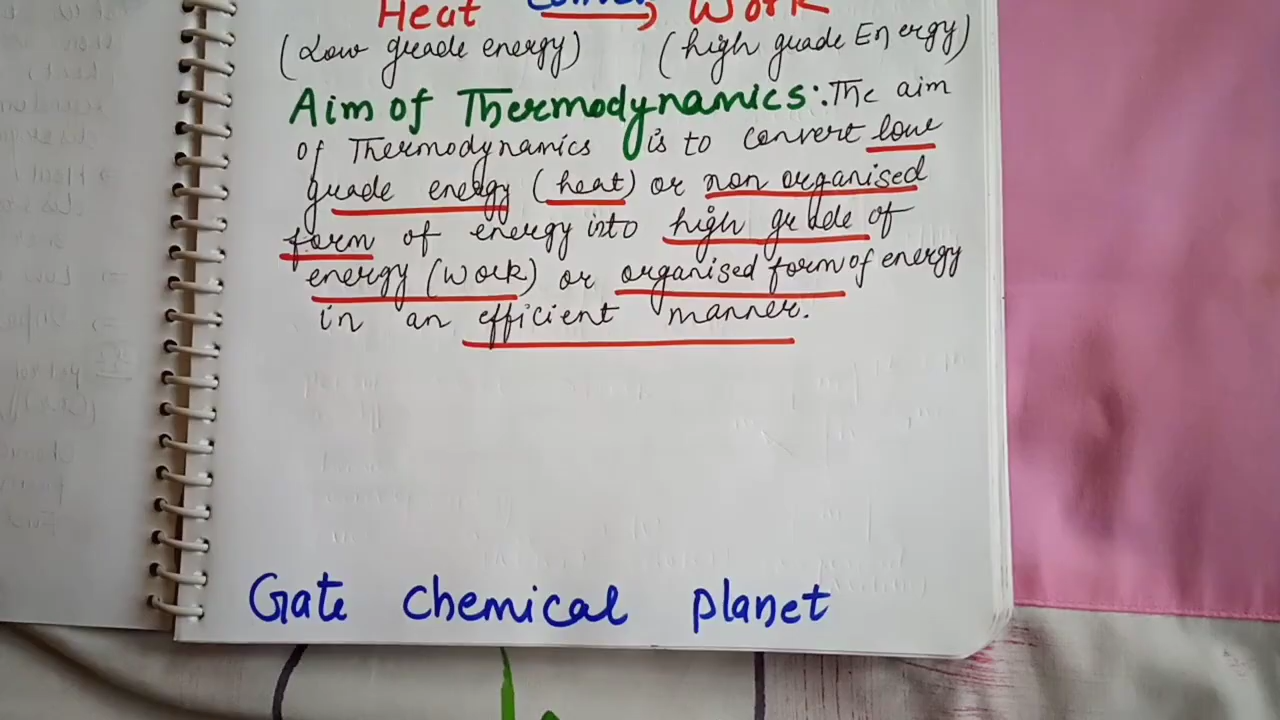 Heat Work
(Low grade energy) (high grade Energy)
Aim of Thermodynamics:. The aim
of Thermodynamics is to convert low
grade energy (heat) or non organised
form of energy into high grade of
energy (work) or organised form of energy
in an efficient manner.
Gate chemical planet